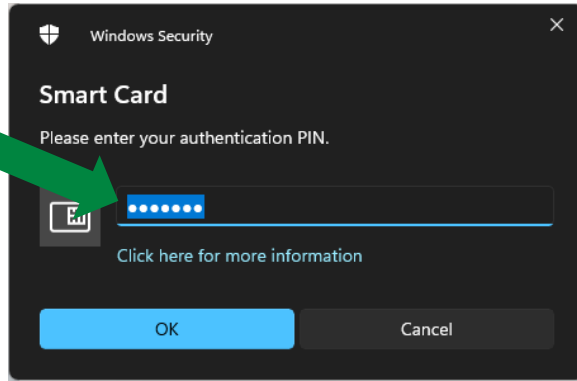 Windows Security
Smart Card
Please enter your authentication PIN.
•••••••
Click here for more information
OK
Cancel